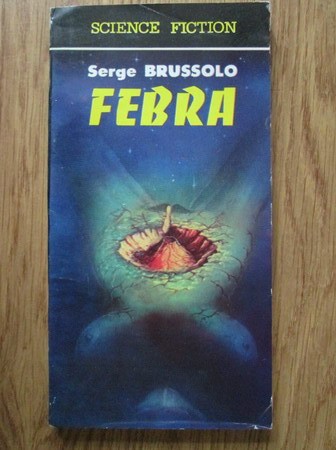 SCIENCE FICTION
Serge BRUSSOLO
FEBRA